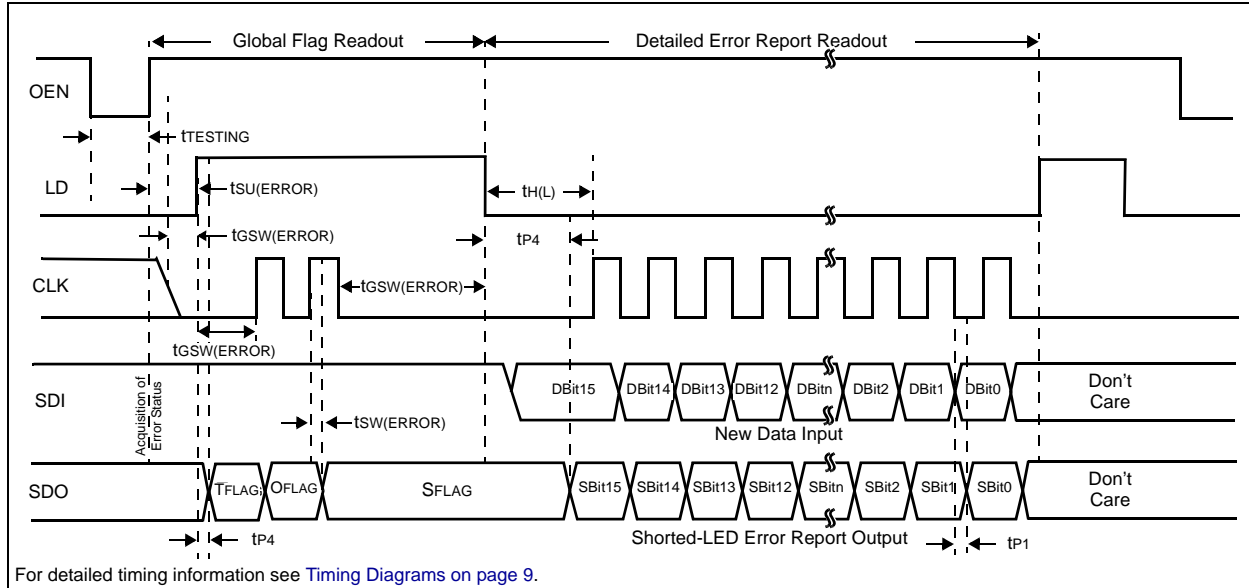 Global Flag Readout
Detailed Error Report Readout
OEN
tTESTING
LD
tSU(ERROR)
tH(L)
tGSW(ERROR)
tP4
CLK
tGSW(ERROR)
tGSW(ERROR)
Acquisition of
Error Status
SDI
DBit15 DBit14 DBit13 DBit12 DBitn DBit2 DBit1 DBit0
Don't
Care
tSW(ERROR)
New Data Input
SDO
TFLAG OFLAG SFLAG
SBit15 SBit14 SBit13 SBit12 SBitn SBit2 SBit1 SBit0
Don't
Care
tP4
Shorted-LED Error Report Output
tP1
For detailed timing information see Timing Diagrams on page 9.